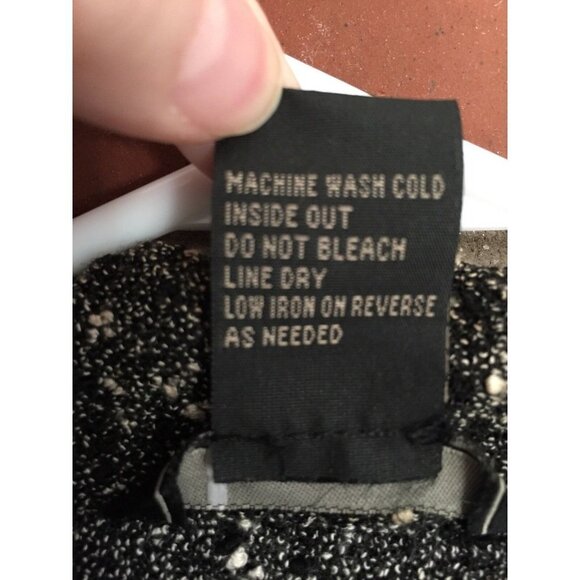 MACHINE WASH COLD
INSIDE OUT
DO NOT BLEACH
LINE DRY
LOW IRON ON REVERSE
AS NEEDED